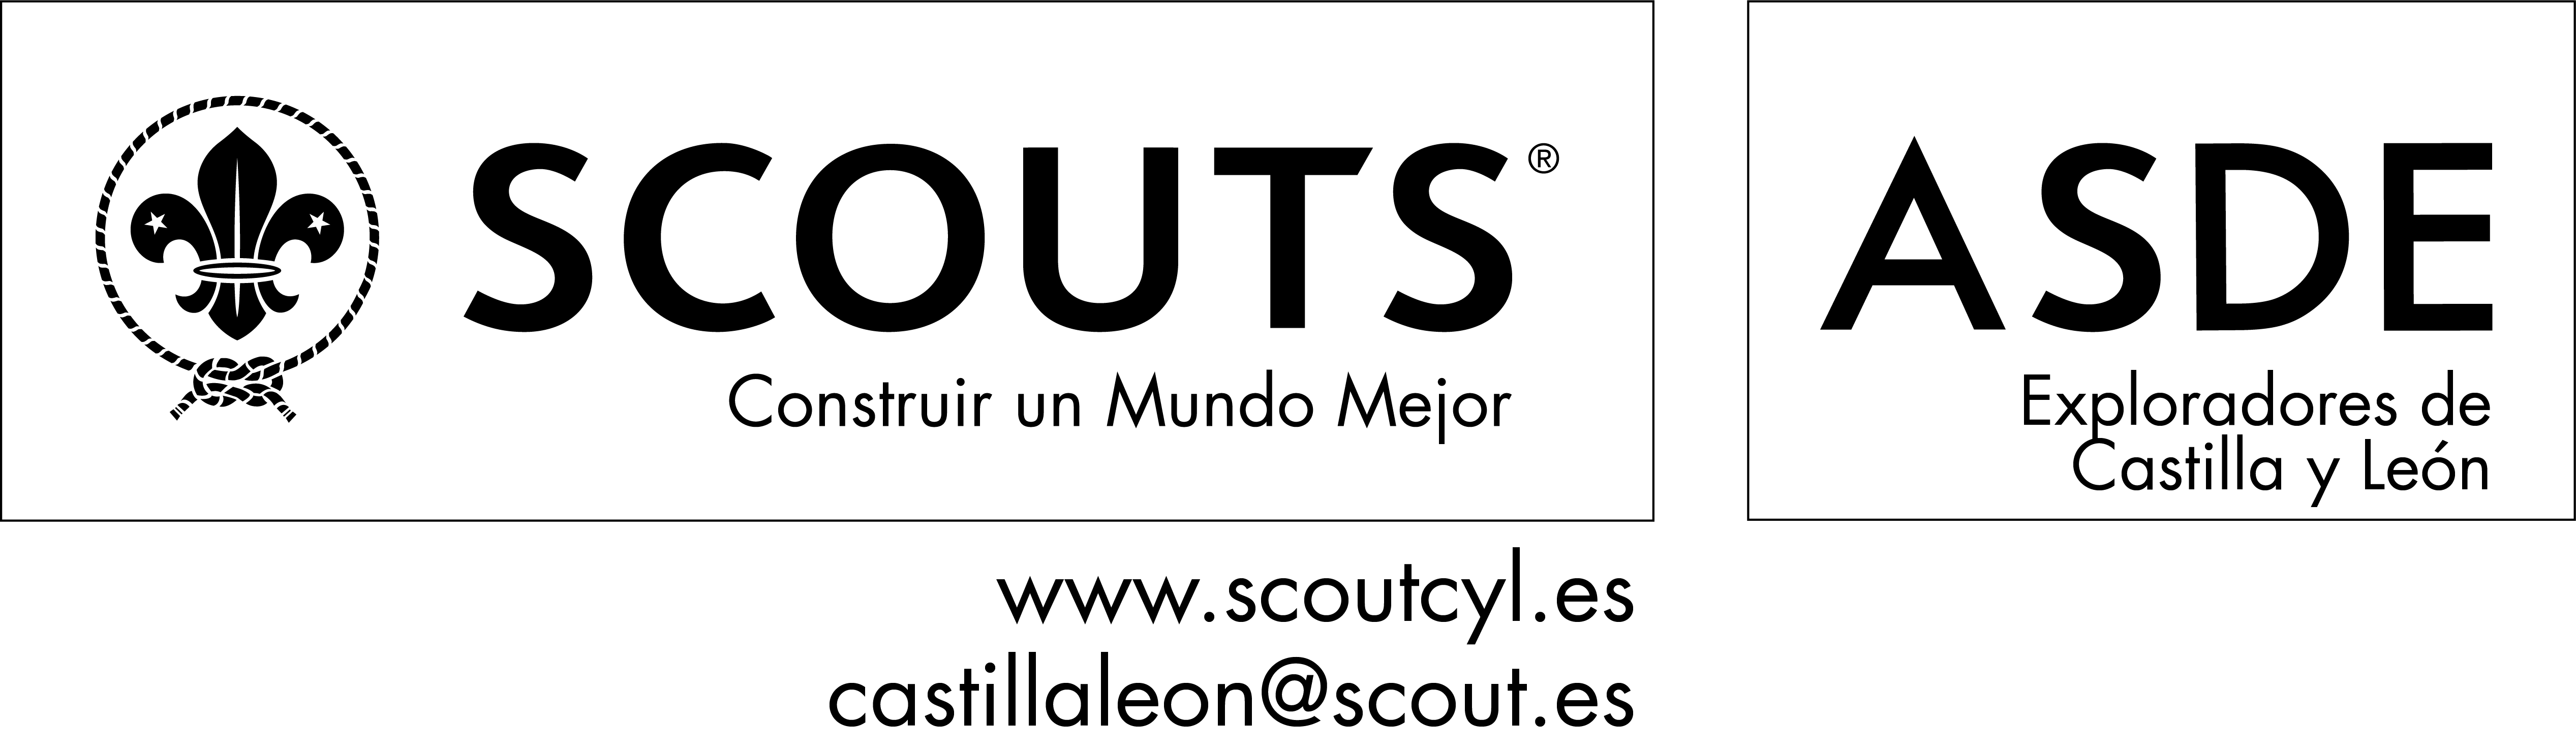 SCOUTS®
Construir un Mundo Mejor
ASDE
Exploradores de
Castilla y León
www.scoutcyl.es
castillaleon@scout.es